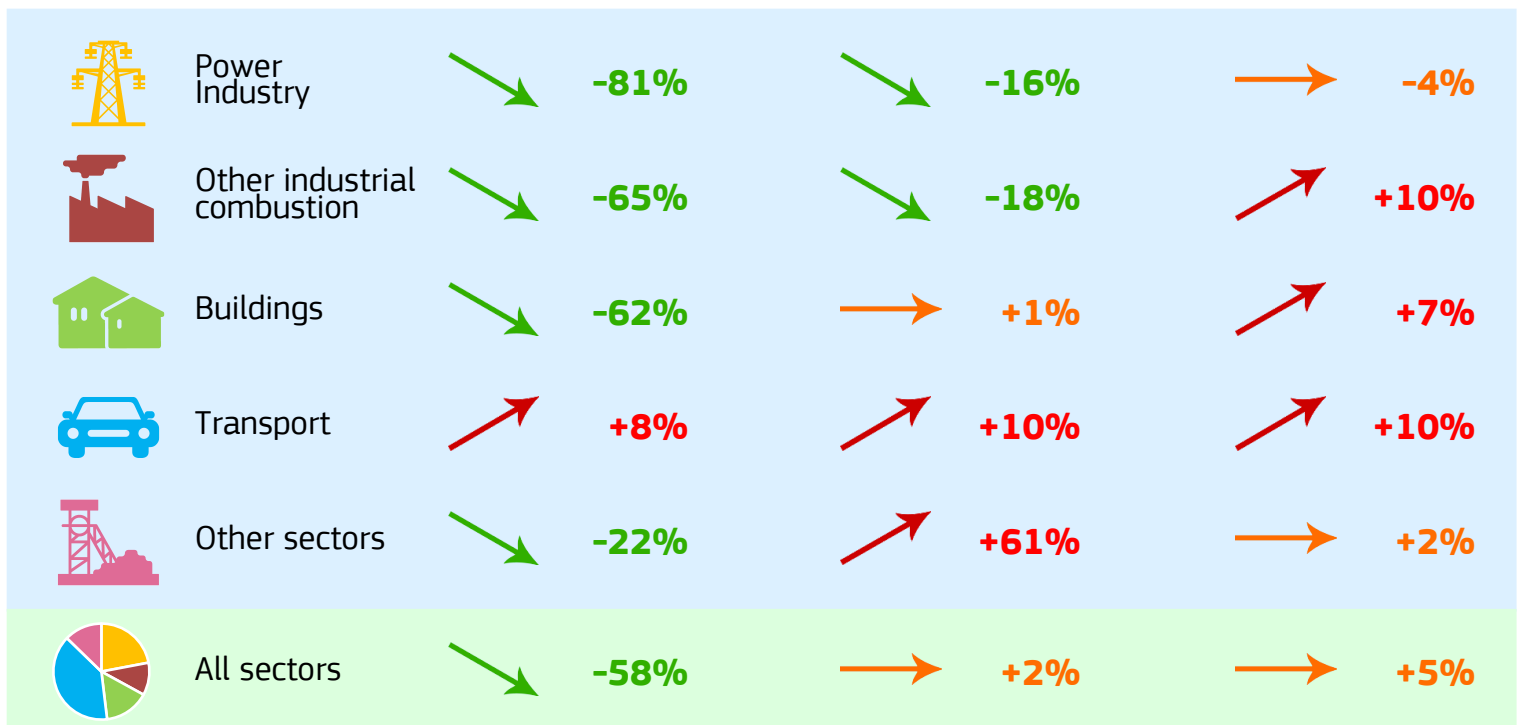 Power
Industry
-81%
-16%
-4%
Other industrial
combustion
-65%
-18%
+10%
Buildings
-62%
+1%
+7%
Transport
+8%
+10%
+10%
Other sectors
-22%
+61%
+2%
All sectors
-58%
+2%
+5%